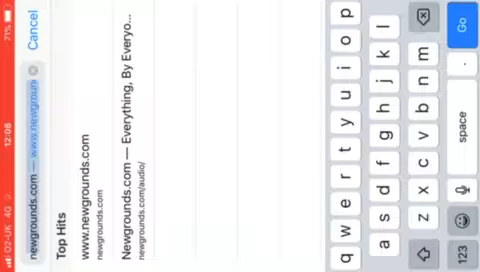 O2-UK 4G 12:08 71%
newgrounds.com — www.newgroun
Cancel
Top Hits
www.newgrounds.com
newgrounds.com
Newgrounds.com — Everything, By Everyo...
newgrounds.com/audio/
q w e r t y u i o p
a s d f g h j k l
z x c v b n m
123 space . Go